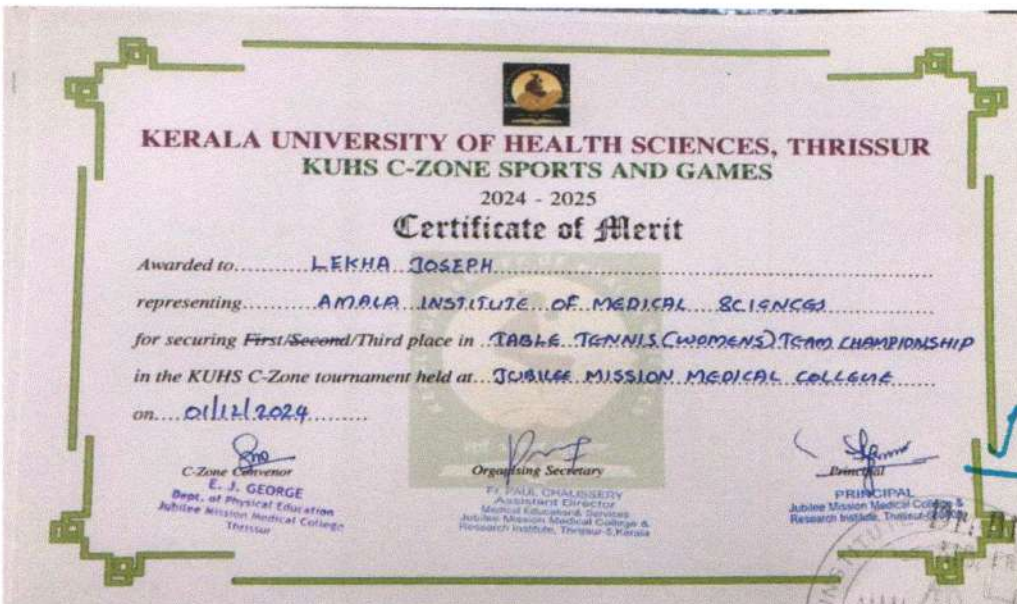 KERALA UNIVERSITY OF HEALTH SCIENCES, THRISSUR
KUHS C-ZONE SPORTS AND GAMES
2024 - 2025
Certificate of Merit
Awarded to........LEKHA JOSEPH
representing........AMALA INSTITUTE OF MEDICAL SCIENCES
for securing First/Second/Third place in..TABLE TENNIS (WOMENS) TEAM CHAMPIONSHIP
in the KUHS C-Zone tournament held at..JUBILEE MISSION MEDICAL COLLEGE
on....01/12/2024
C-Zone Convenor
E. J. GEORGE
Dept. of Physical Education
Jubilee Mission Medical College
Thrissur
Organising Secretary
Fr. PAUL CHALISSERY
Assistant Director
Medical Education & Services
Jubilee Mission Medical College &
Research Institute, Thrissur-5, Kerala
Principal
PRINCIPAL
Jubilee Mission Medical College &
Research Institute,